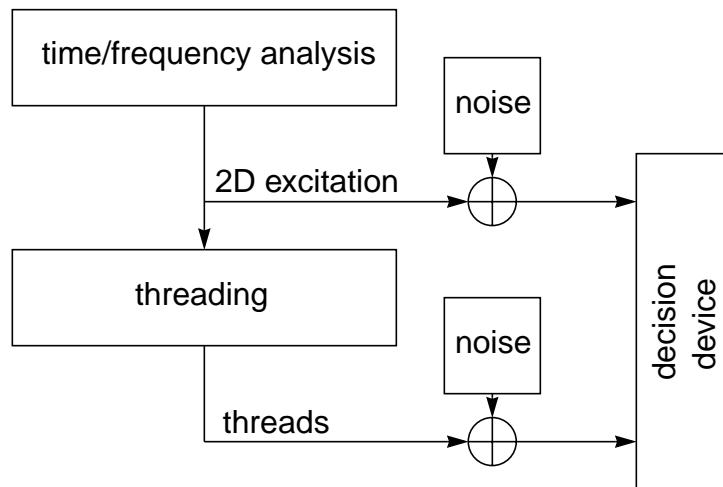 time/frequency analysis
noise
2D excitation
threading
noise
threads
decision
device